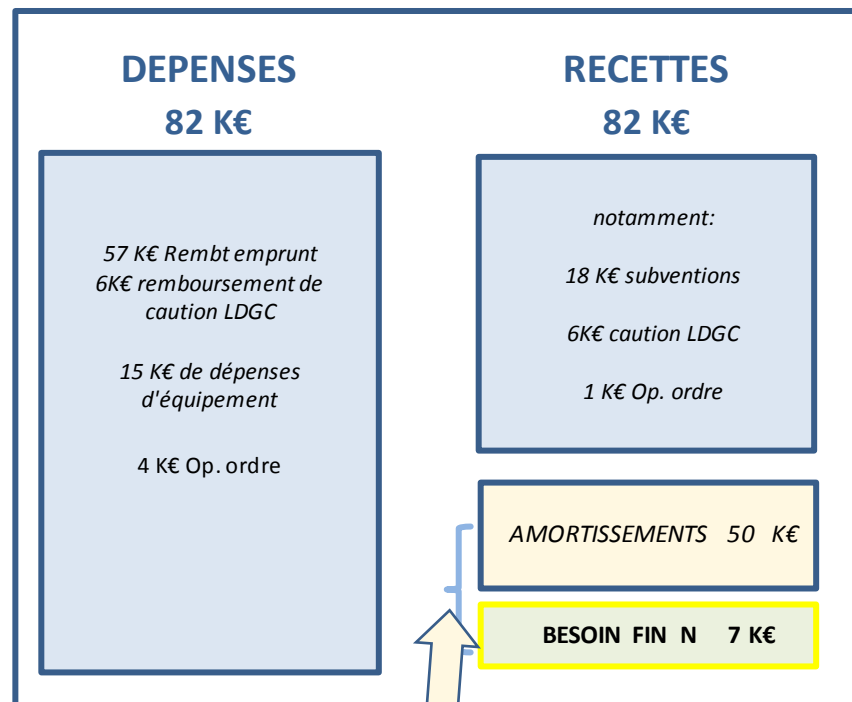 DEPENSES
82 K€
57 K€ Rembt emprunt
6K€ remboursement de
caution LDGC
15 K€ de dépenses
d'équipement
4 K€ Op. ordre
RECETTES
82 K€
notamment:
18 K€ subventions
6K€ caution LDGC
1 K€ Op. ordre
AMORTISSEMENTS 50 K€
BESOIN FIN N 7 K€